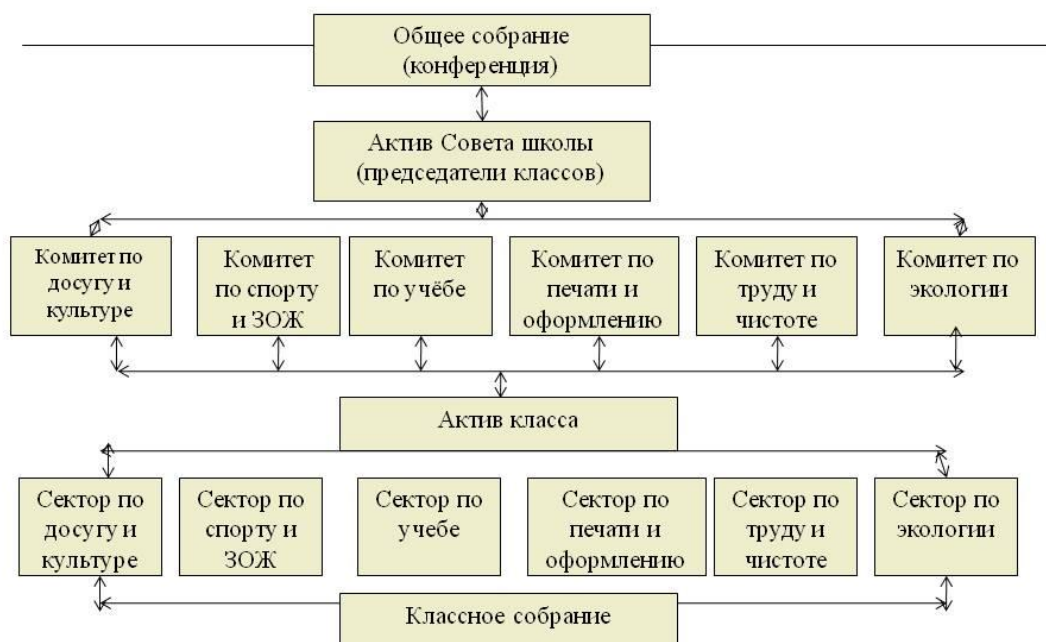 Общее собрание
(конференция)
Актив Совета школы
(председатели классов)
Комитет по
досугу и
культуре
Комитет
по спорту
и ЗОЖ
Комитет
по учёбе
Комитет по
печати и
оформлению
Комитет по
труду и
чистоте
Комитет по
экологии
Актив класса
Сектор по
досугу и
культуре
Сектор по
спорту и
ЗОЖ
Сектор по
учебе
Сектор по
печати и
оформлению
Сектор по
труду и
чистоте
Сектор по
экологии
Классное собрание